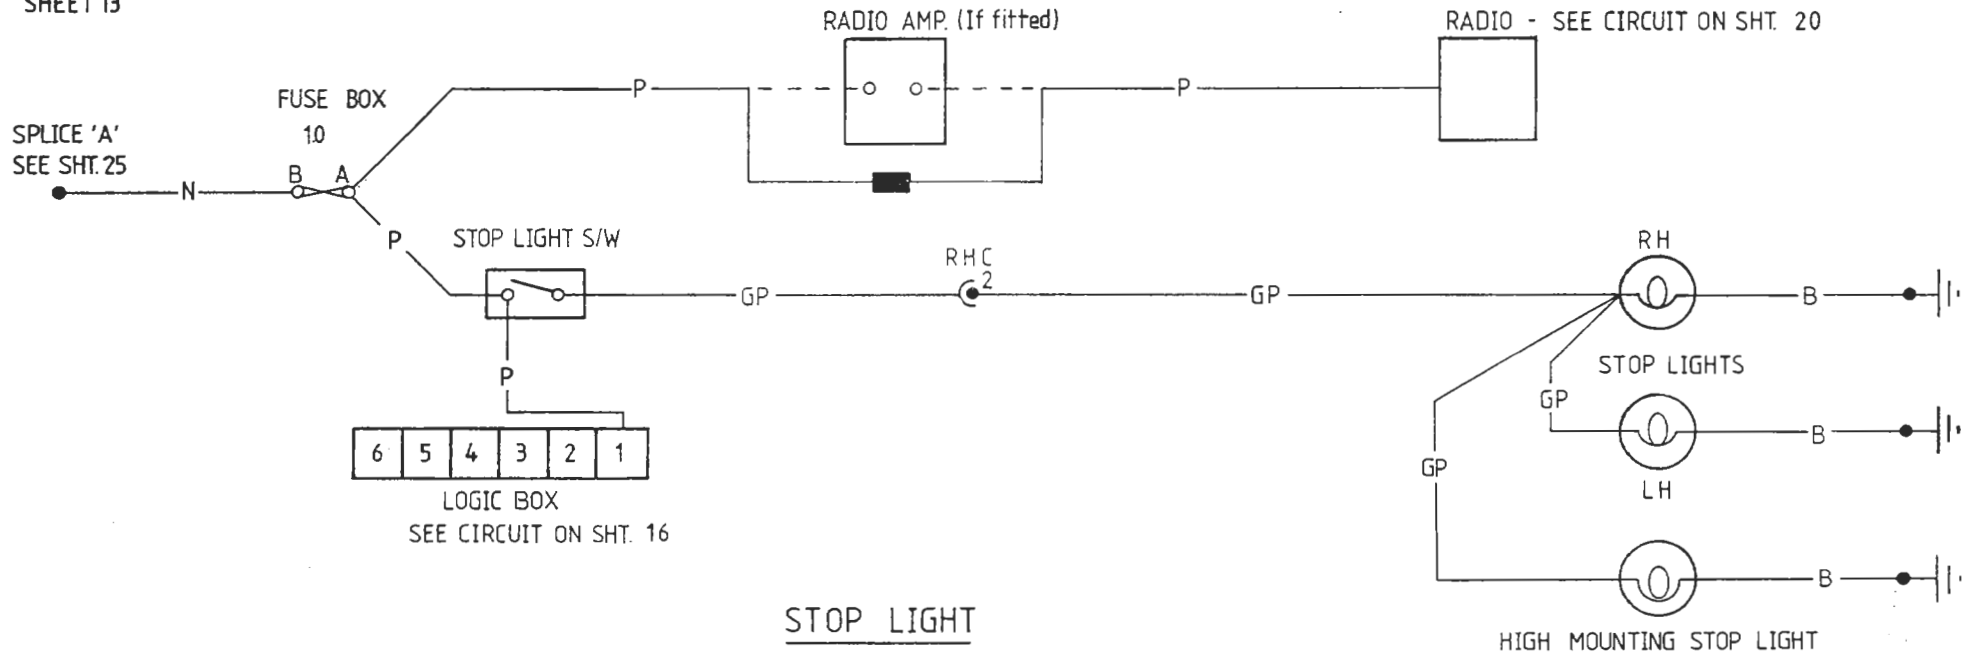 SHEET 13
RADIO AMP. (If fitted)
RADIO - SEE CIRCUIT ON SHT. 20
P
P
FUSE BOX
10
SPLICE 'A'
SEE SHT. 25
B A
N
P
STOP LIGHT S/W
RHC
2
GP
GP
RH
B
P
STOP LIGHTS
GP
B
LH
6 5 4 3 2 1
GP
LOGIC BOX
SEE CIRCUIT ON SHT. 16
B
STOP LIGHT
HIGH MOUNTING STOP LIGHT